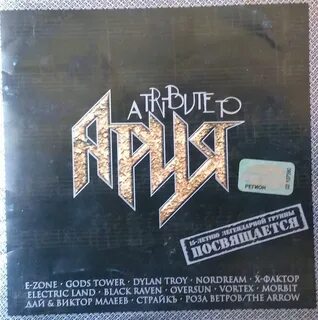 A TRIBUTE TO
АРИЯ
РЕГИОН
15-ЛЕТИЮ ЛЕГЕНДАРНОЙ ГРУППЫ
ПОСВЯЩАЕТСЯ
E-ZONE · GODS TOWER · DYLAN TROY · NORDREAM · Х-ФАКТОР
ELECTRIC LAND · BLACK RAVEN · OVERSUN · VORTEX · MORBIT
ДАЙ & ВИКТОР МАЛЕЕВ · СТРАЙКЪ · РОЗА ВЕТРОВ/THE ARROW